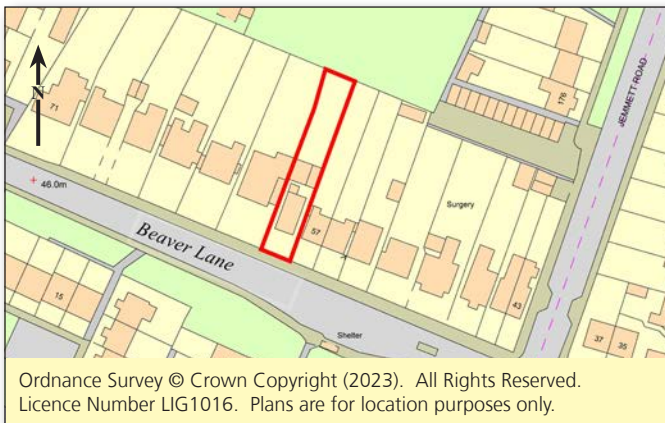 N
71
176
JEMMETT ROAD
46.0m
Surgery
57
Beaver Lane
43
15
Shelter
37 35
Ordnance Survey © Crown Copyright (2023). All Rights Reserved.
Licence Number LIG1016. Plans are for location purposes only.